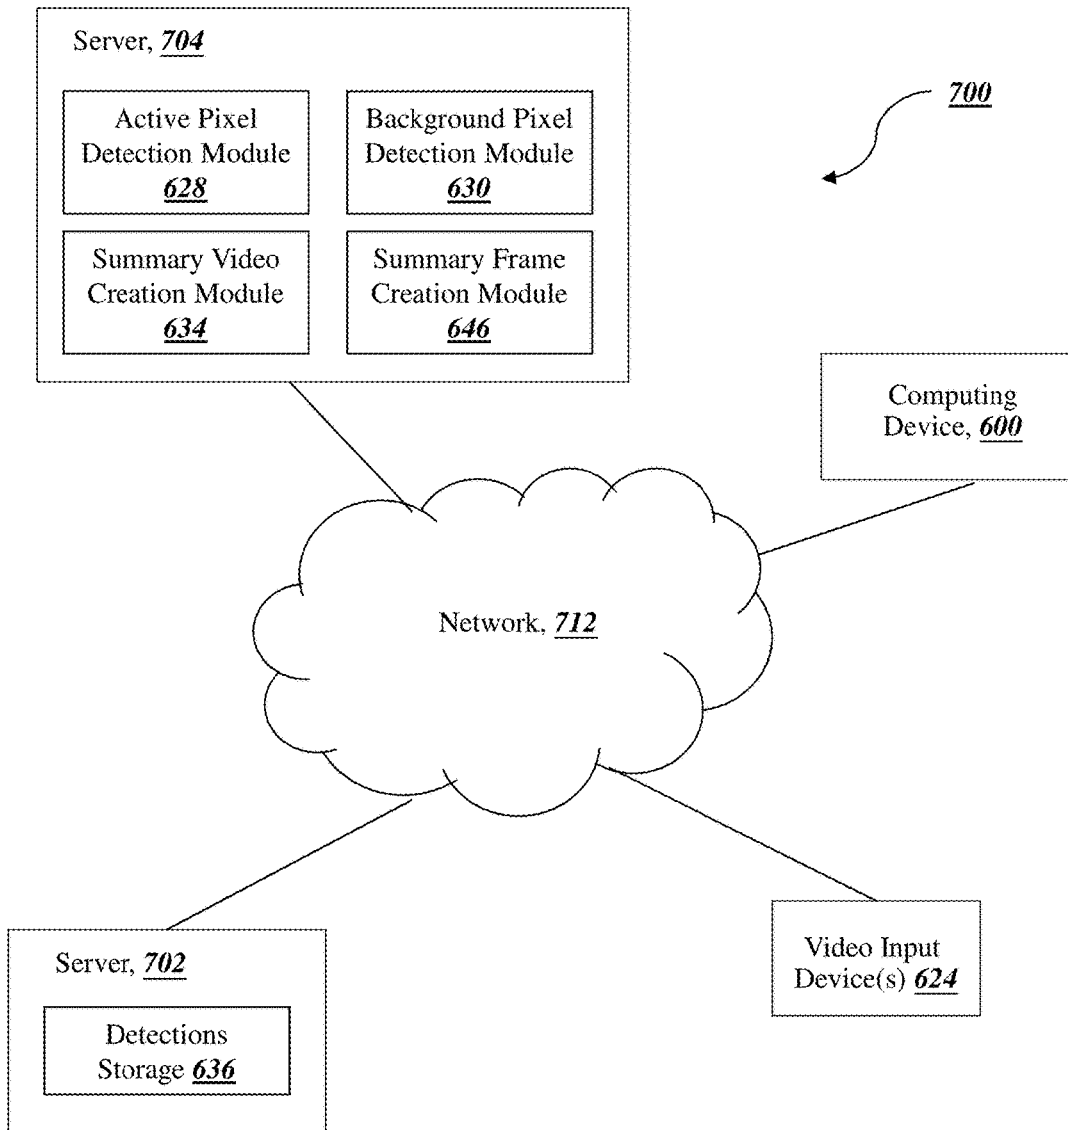 Server, 704
700
Active Pixel
Detection Module
628
Background Pixel
Detection Module
630
Summary Video
Creation Module
634
Summary Frame
Creation Module
646
Computing
Device, 600
Network, 712
Server, 702
Detections
Storage 636
Video Input
Device(s) 624